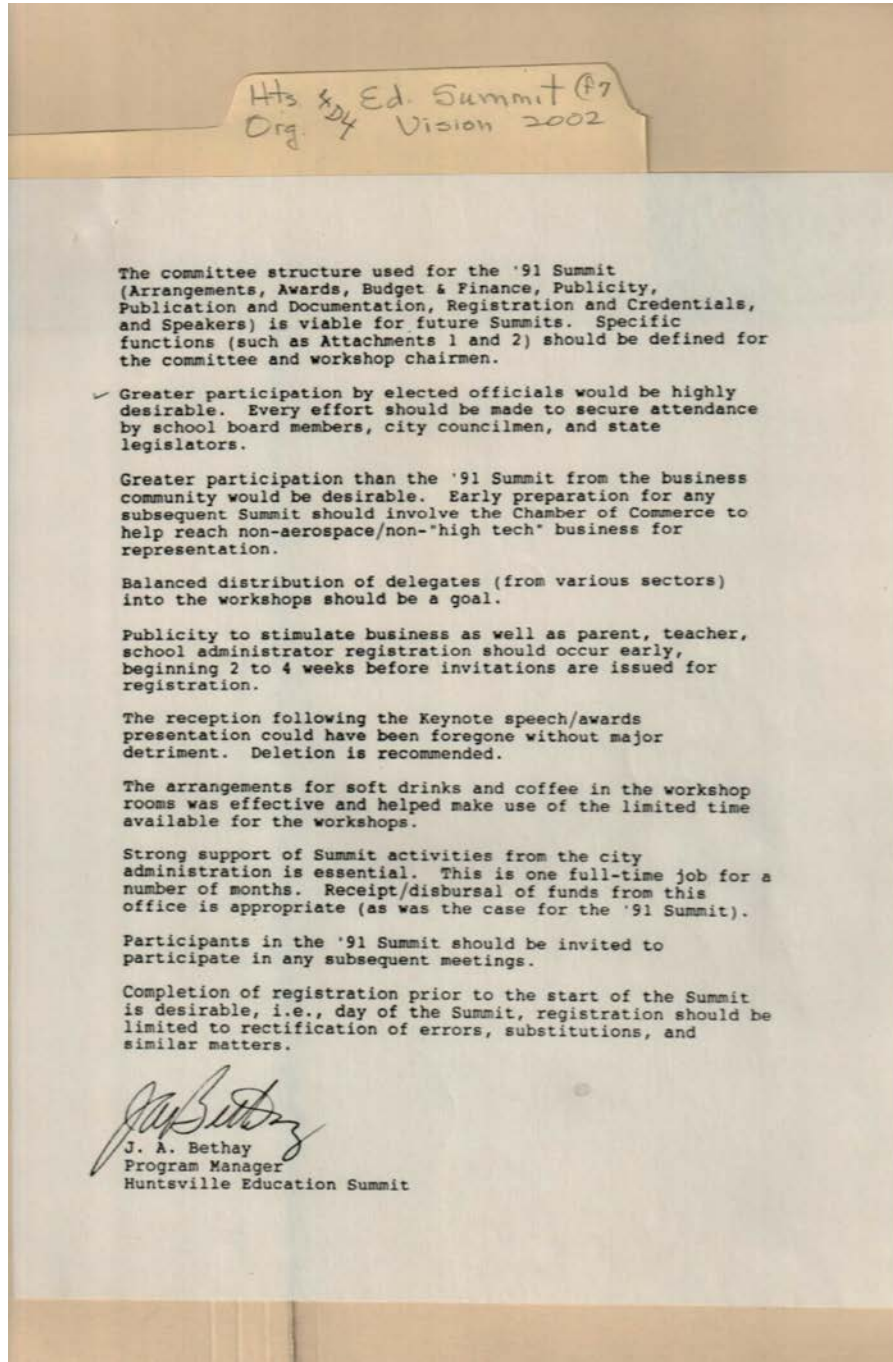 Hts Ed. Summit
Org. Vision 2002
The committee structure used for the '91 Summit
(Arrangements, Awards, Budget & Finance, Publicity,
Publication and Documentation, Registration and Credentials,
and Speakers) is viable for future Summits.  Specific
functions (such as Attachments 1 and 2) should be defined for
the committee and workshop chairmen.
Greater participation by elected officials would be highly
desirable.  Every effort should be made to secure attendance
by school board members, city councilmen, and state
legislators.
Greater participation than the '91 Summit from the business
community would be desirable.  Early preparation for any
subsequent Summit should involve the Chamber of Commerce to
help reach non-aerospace/non-"high tech" business for
representation.
Balanced distribution of delegates (from various sectors)
into the workshops should be a goal.
Publicity to stimulate business as well as parent, teacher,
school administrator registration should occur early,
beginning 2 to 4 weeks before invitations are issued for
registration.
The reception following the Keynote speech/awards
presentation could have been foregone without major
detriment.  Deletion is recommended.
The arrangements for soft drinks and coffee in the workshop
rooms was effective and helped make use of the limited time
available for the workshops.
Strong support of Summit activities from the city
administration is essential.  This is one full-time job for a
number of months.  Receipt/disbursal of funds from this
office is appropriate (as was the case for the '91 Summit).
Participants in the '91 Summit should be invited to
participate in any subsequent meetings.
Completion of registration prior to the start of the Summit
is desirable, i.e., day of the Summit, registration should be
limited to rectification of errors, substitutions, and
similar matters.
J. A. Bethay
Program Manager
Huntsville Education Summit